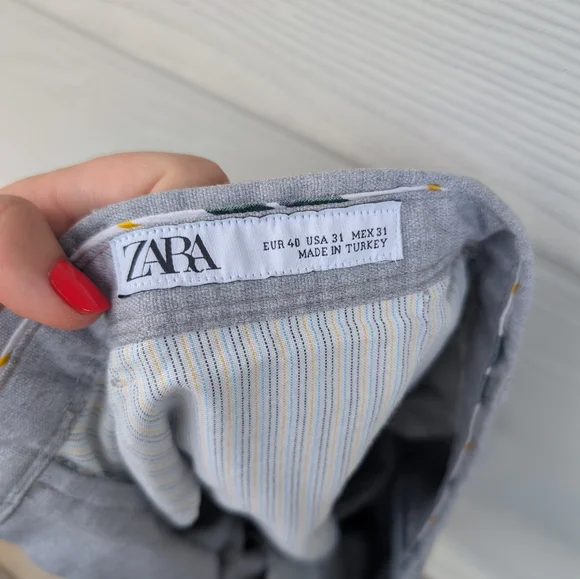 ZARA
EUR 40 USA 31 MEX 31
MADE IN TURKEY